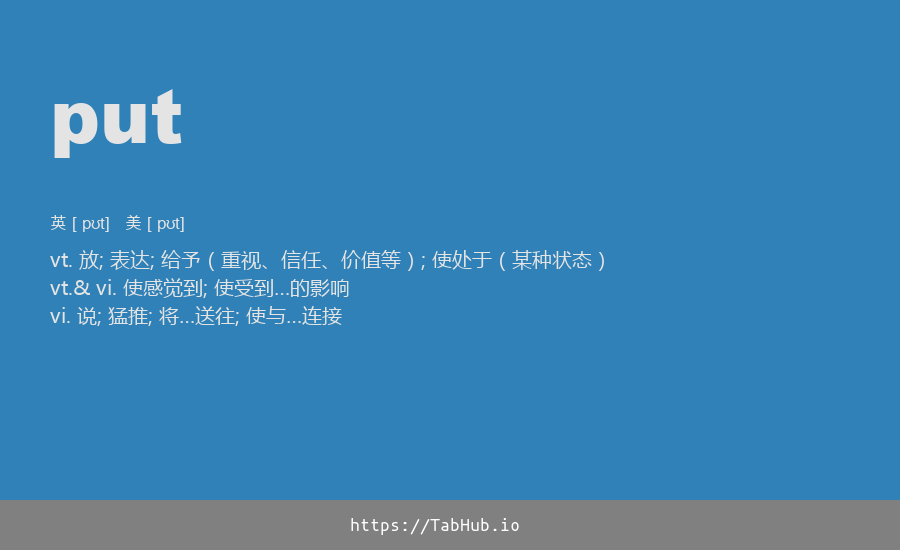 put
英 [ pʊt]   美 [ pʊt]
vt. 放; 表达; 给予（重视、信任、价值等）; 使处于（某种状态）
vt.& vi. 使感觉到; 使受到…的影响
vi. 说; 猛推; 将…送往; 使与…连接
https://TabHub.io